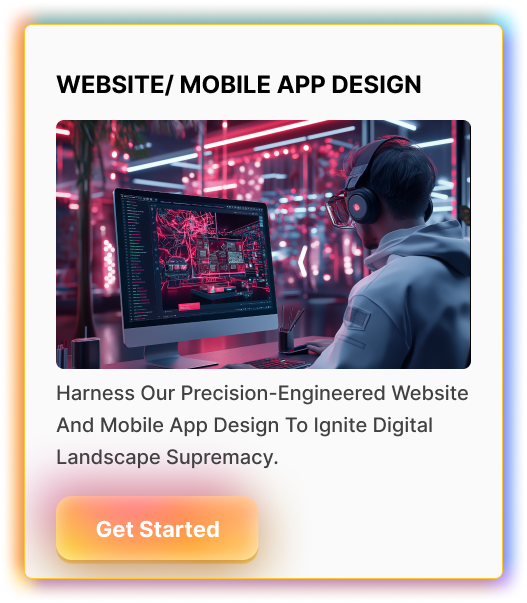 WEBSITE/ MOBILE APP DESIGN
Harness Our Precision-Engineered Website
And Mobile App Design To Ignite Digital
Landscape Supremacy.
Get Started